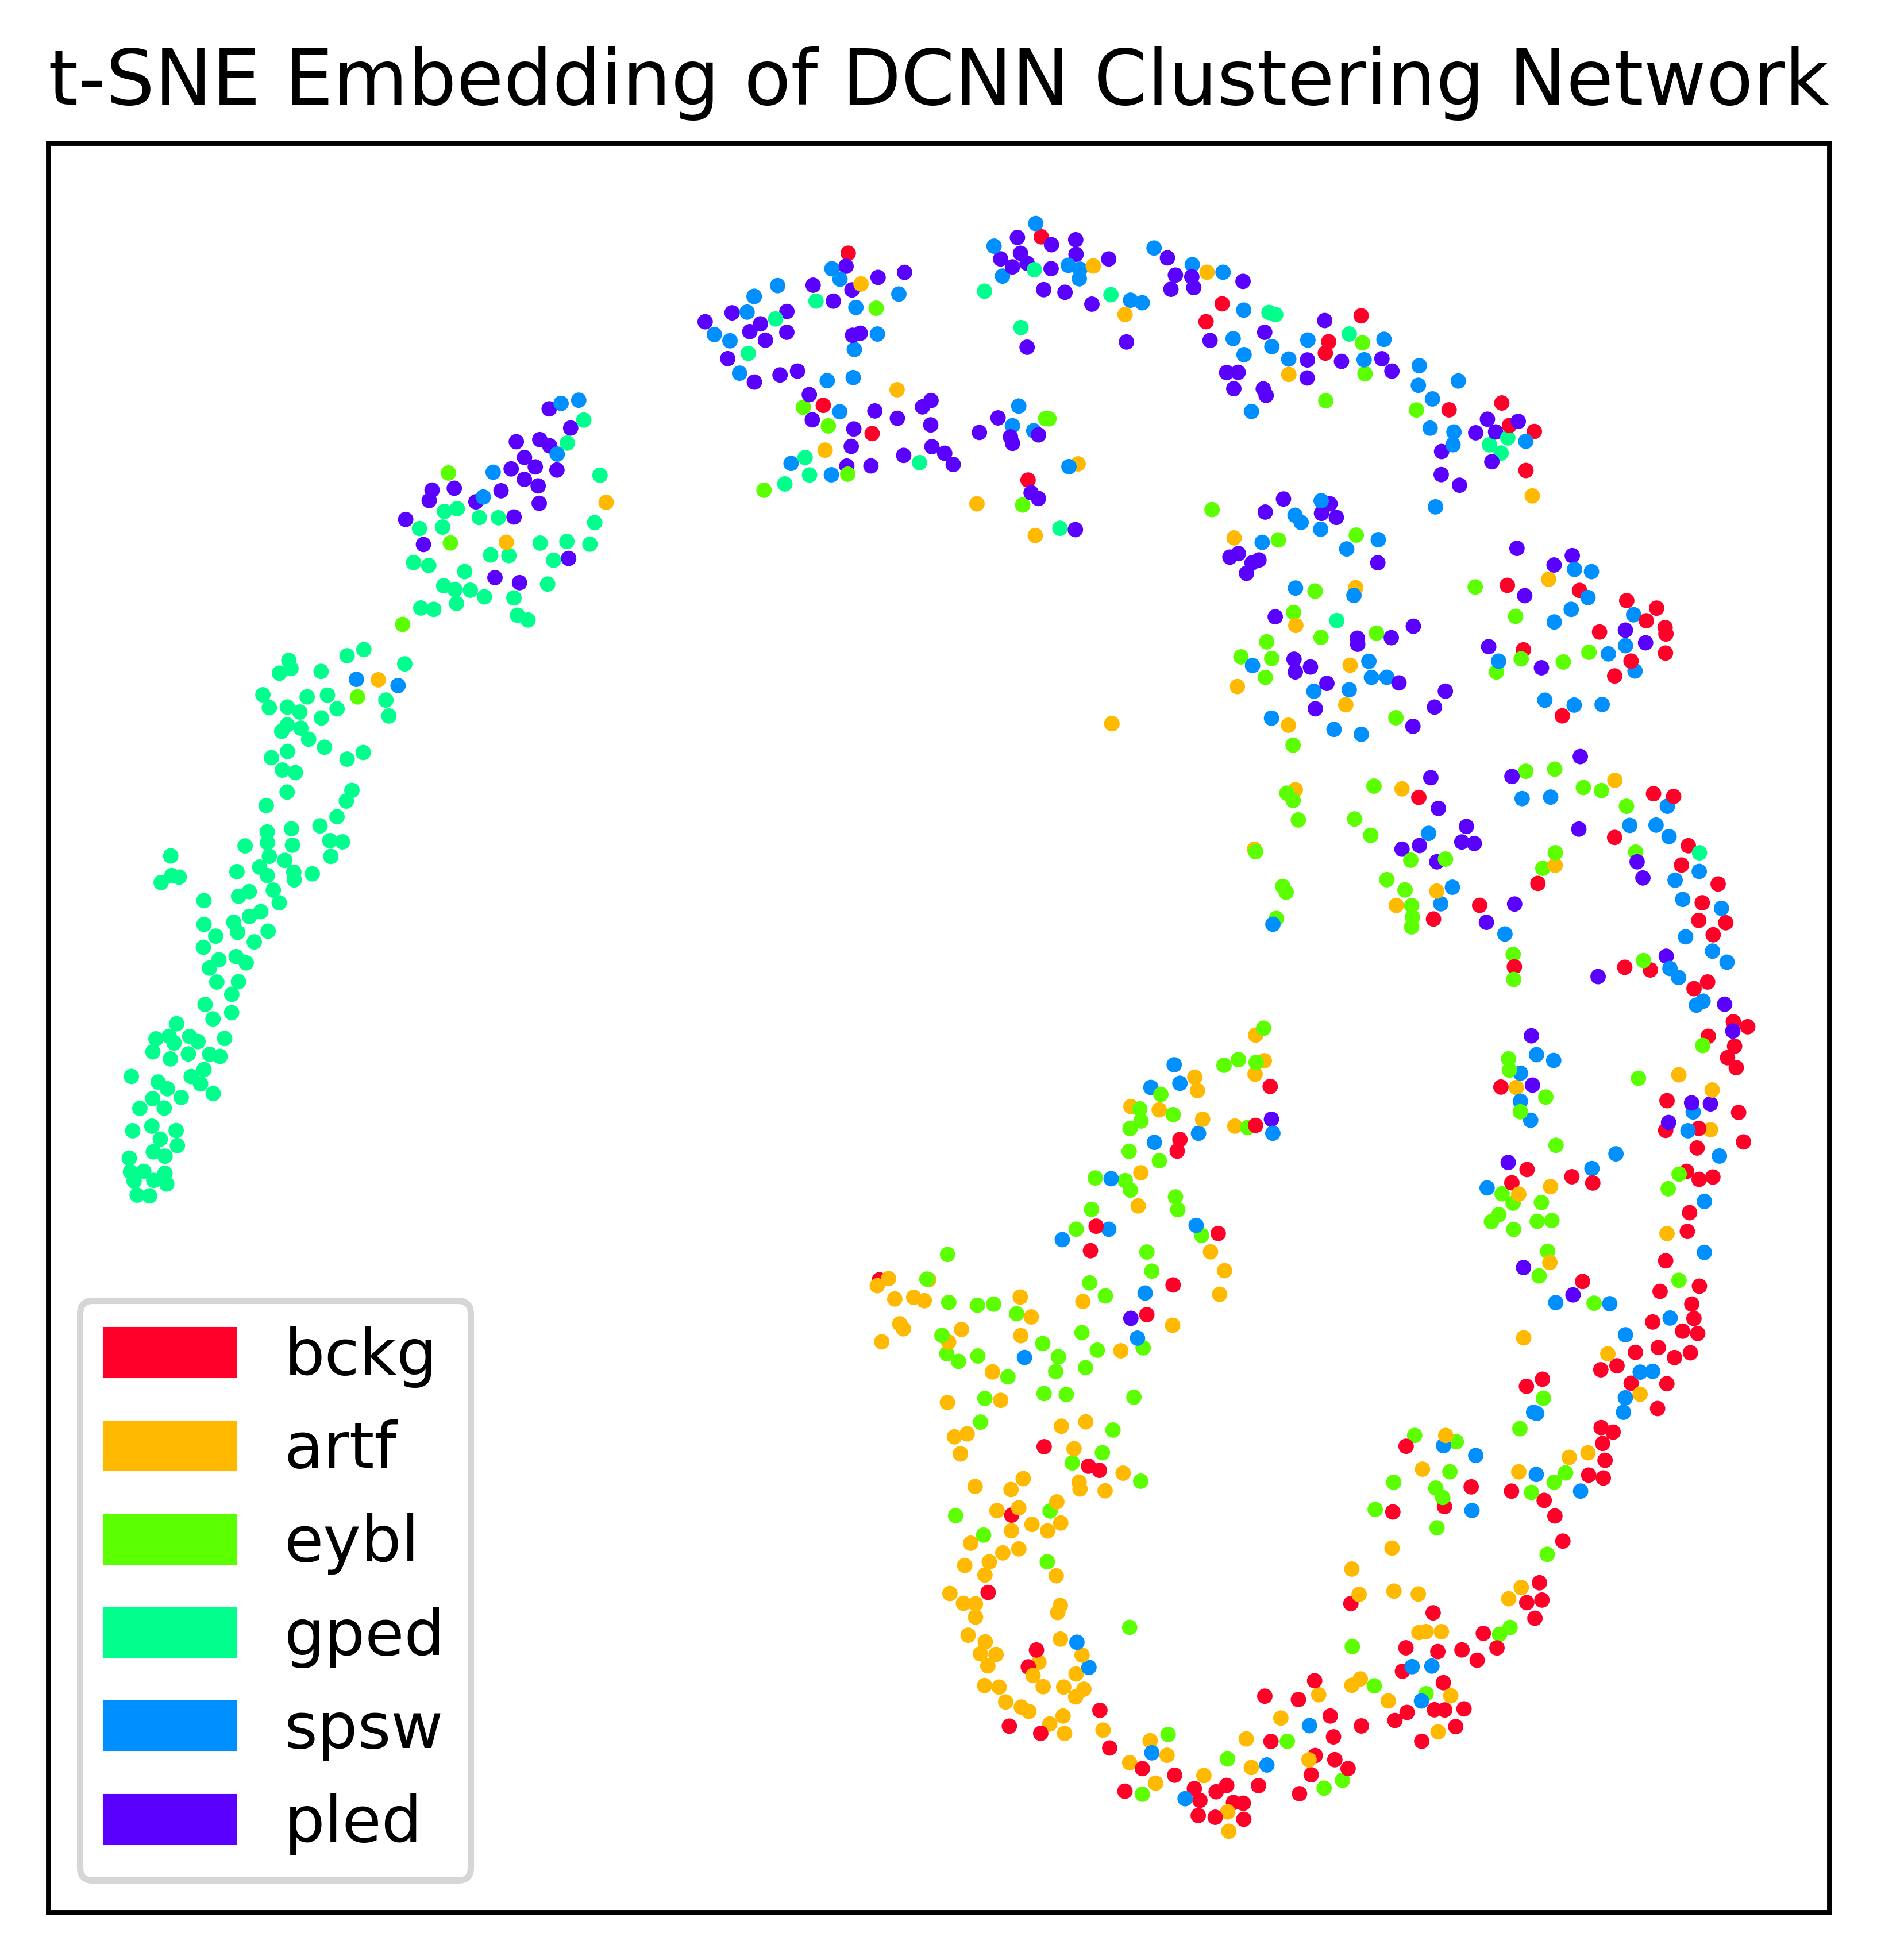 t-SNE Embedding of DCNN Clustering Network
bckg
artf
eybl
gped
spsw
pled